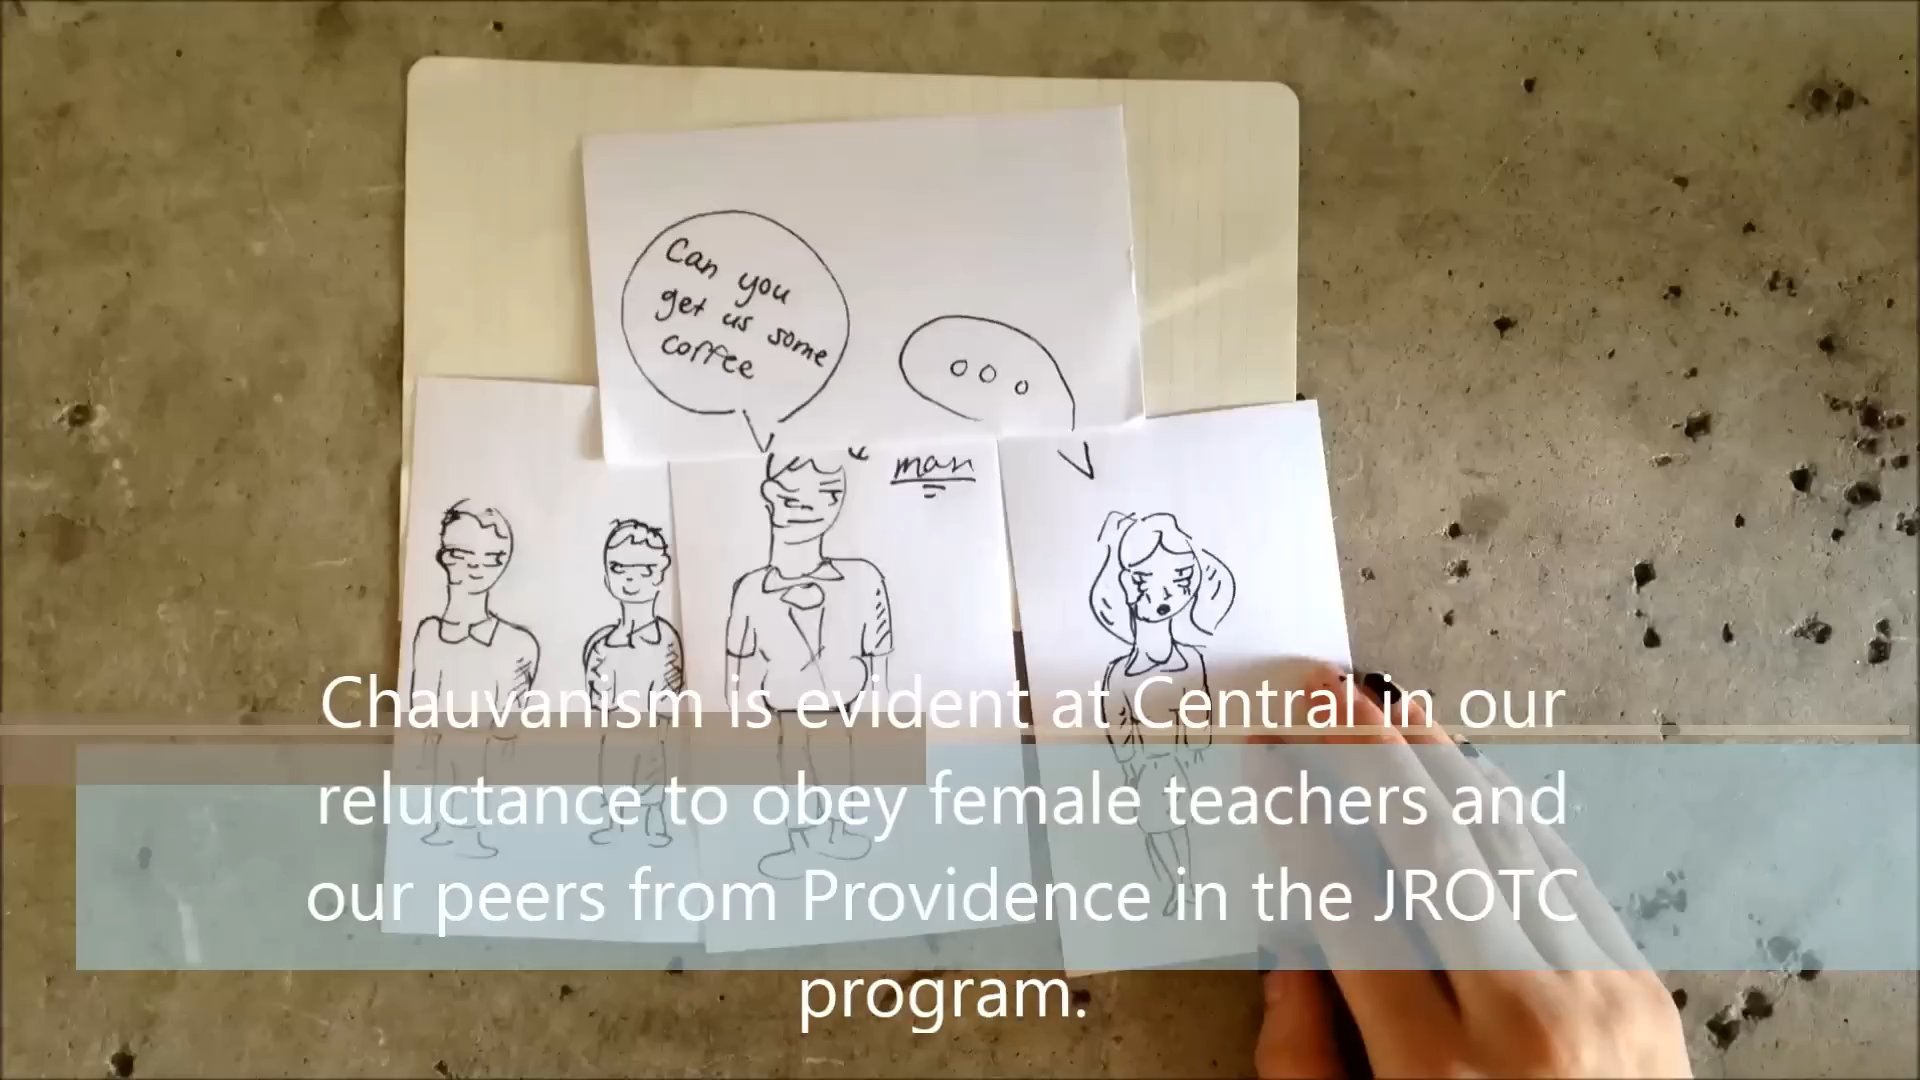 Can you
get us some
coffee
man
Chauvanism is evident at Central in our
reluctance to obey female teachers and
our peers from Providence in the JROTC
program.